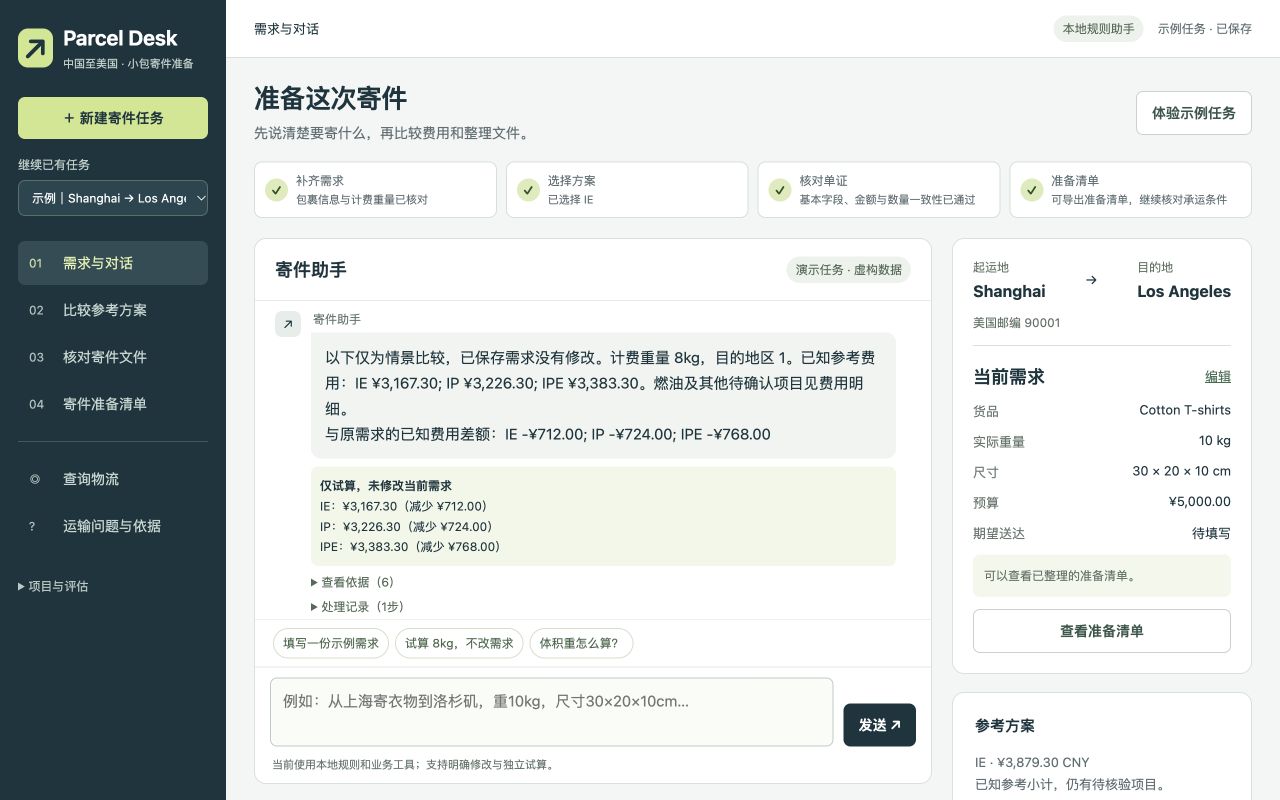 Parcel Desk
中国至美国 · 小包寄件准备
+ 新建寄件任务
继续已有任务
示例 | Shanghai → Los Ange
01 需求与对话
02 比较参考方案
03 核对寄件文件
04 寄件准备清单
◎ 查询物流
? 运输问题与依据
▶ 项目与评估
需求与对话
本地规则助手
示例任务 · 已保存
准备这次寄件
先说清楚要寄什么，再比较费用和整理文件。
体验示例任务
补齐需求
包裹信息与计费重量已核对
选择方案
已选择 IE
核对单证
基本字段、金额与数量一致性已通过
准备清单
可导出准备清单，继续核对承运条件
寄件助手
演示任务 · 虚构数据
寄件助手
以下仅为情景比较，已保存需求没有修改。计费重量 8kg，目的地区 1。已知参考费
用：IE ¥3,167.30; IP ¥3,226.30; IPE ¥3,383.30。燃油及其他待确认项目见费用明
细。
与原需求的已知费用差额：IE -¥712.00; IP -¥724.00; IPE -¥768.00
仅试算，未修改当前需求
IE：¥3,167.30（减少 ¥712.00）
IP：¥3,226.30（减少 ¥724.00）
IPE：¥3,383.30（减少 ¥768.00）
▶ 查看依据（6）
▶ 处理记录（1步）
填写一份示例需求
试算 8kg，不改需求
体积重怎么算？
例如：从上海寄衣物到洛杉矶，重10kg，尺寸30×20×10cm...
发送 ↗
当前使用本地规则和业务工具；支持明确修改与独立试算。
起运地
Shanghai
→
目的地
Los Angeles
美国邮编 90001
当前需求
编辑
货品 Cotton T-shirts
实际重量 10 kg
尺寸 30 × 20 × 10 cm
预算 ¥5,000.00
期望送达 待填写
可以查看已整理的准备清单。
查看准备清单
参考方案
IE · ¥3,879.30 CNY
已知参考小计，仍有待核验项目。